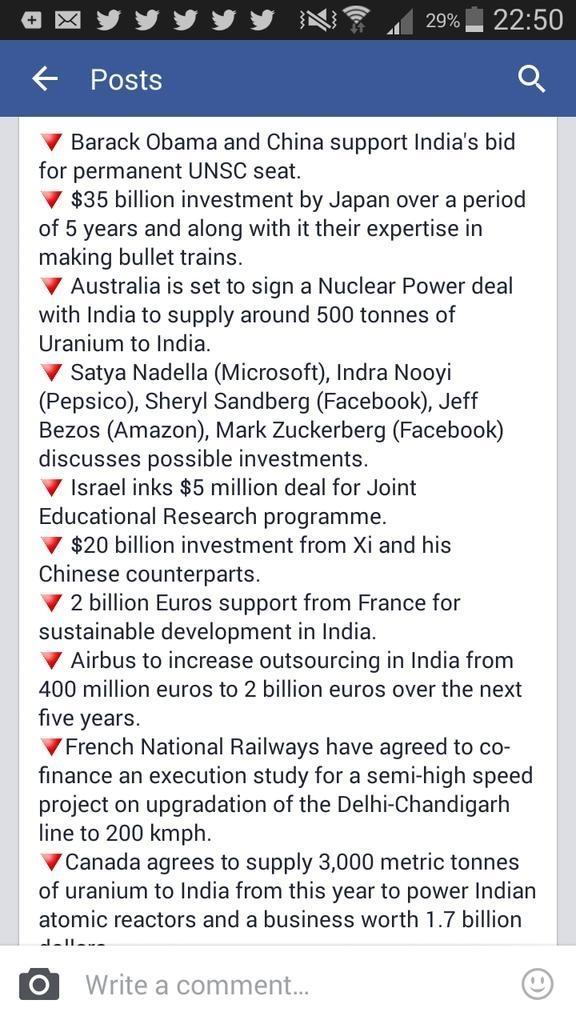 29% 22:50
Posts
Barack Obama and China support India's bid
for permanent UNSC seat.
$35 billion investment by Japan over a period
of 5 years and along with it their expertise in
making bullet trains.
Australia is set to sign a Nuclear Power deal
with India to supply around 500 tonnes of
Uranium to India.
Satya Nadella (Microsoft), Indra Nooyi
(Pepsico), Sheryl Sandberg (Facebook), Jeff
Bezos (Amazon), Mark Zuckerberg (Facebook)
discusses possible investments.
Israel inks $5 million deal for Joint
Educational Research programme.
$20 billion investment from Xi and his
Chinese counterparts.
2 billion Euros support from France for
sustainable development in India.
Airbus to increase outsourcing in India from
400 million euros to 2 billion euros over the next
five years.
French National Railways have agreed to co-
finance an execution study for a semi-high speed
project on upgradation of the Delhi-Chandigarh
line to 200 kmph.
Canada agrees to supply 3,000 metric tonnes
of uranium to India from this year to power Indian
atomic reactors and a business worth 1.7 billion
Write a comment...